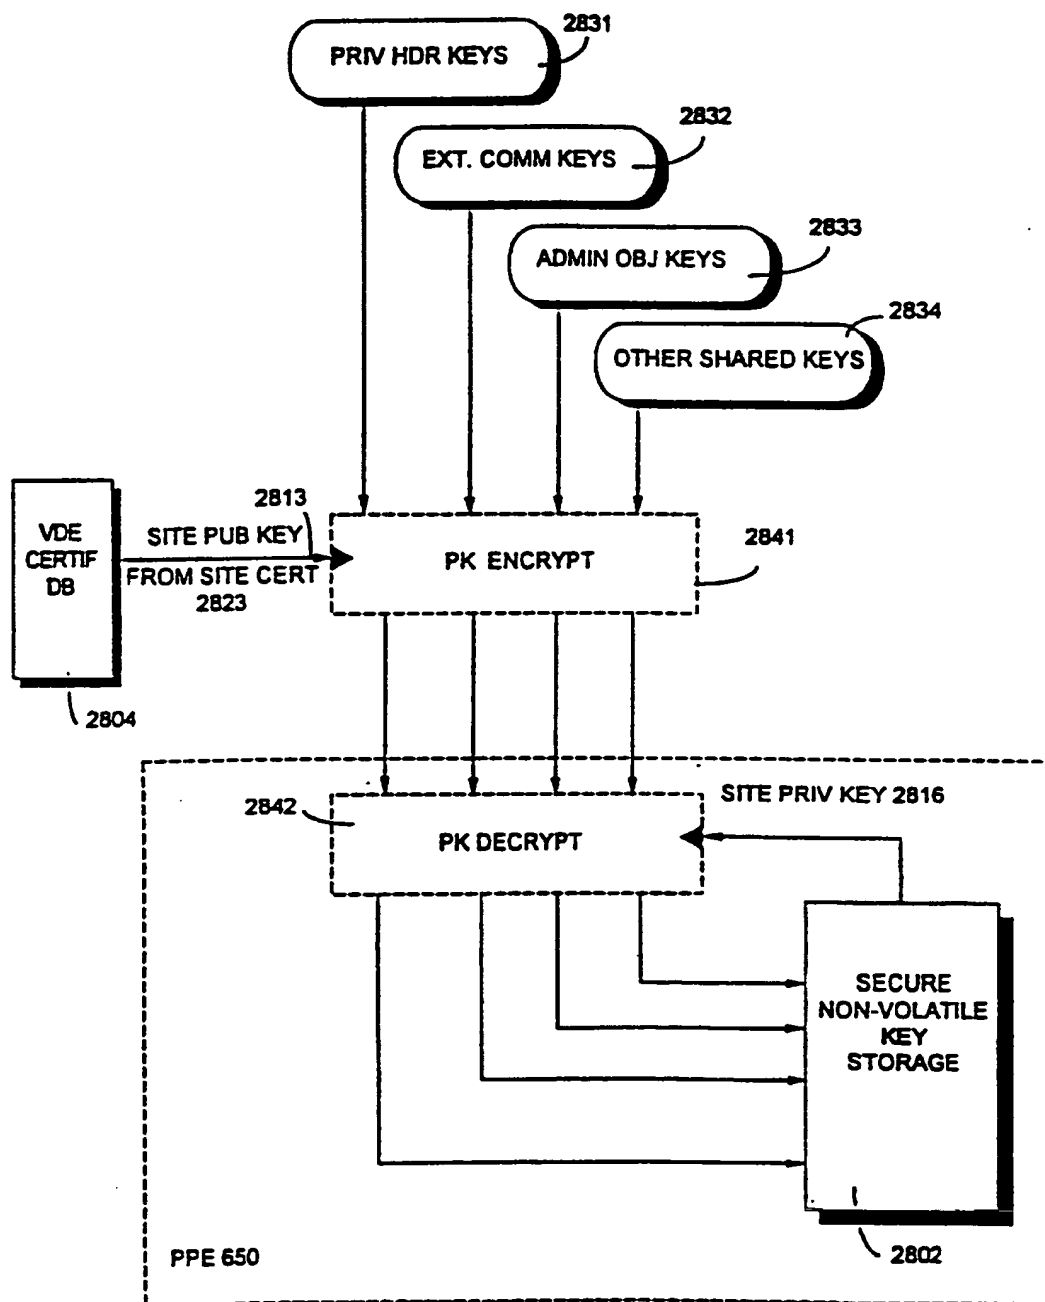 2831
PRIV HDR KEYS
2832
EXT. COMM KEYS
2833
ADMIN OBJ KEYS
2834
OTHER SHARED KEYS
VDE
CERTIF
DB
2804
2813
SITE PUB KEY
FROM SITE CERT
2823
PK ENCRYPT
2841
2842
PK DECRYPT
SITE PRIV KEY 2816
SECURE
NON-VOLATILE
KEY
STORAGE
2802
PPE 650